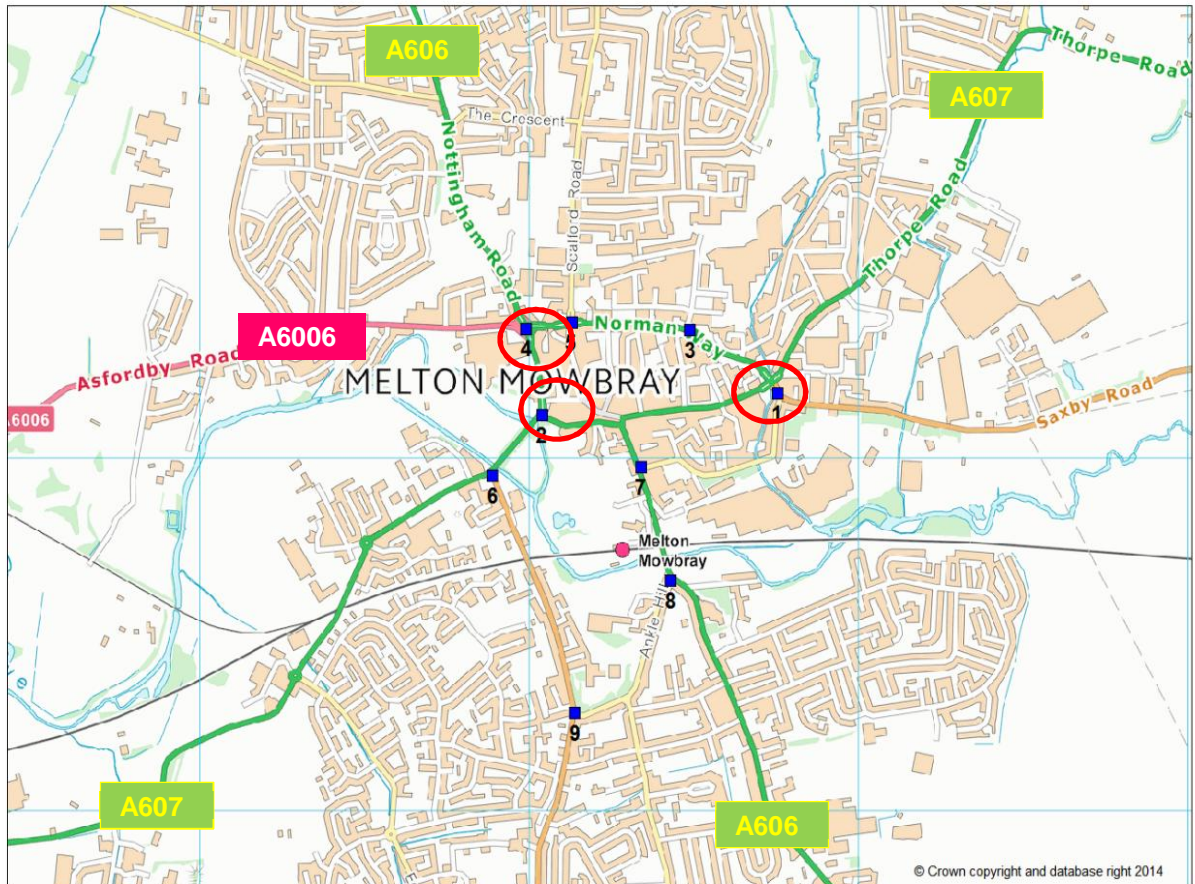 A606
Thorpe Road
A607
The Crescent
Nottingham Road
Scalford Road
Thorpe Road
A6006
Norman Way
4
5
3
Asfordby Road
MELTON MOWBRAY
A6006
1
Saxby Road
2
7
6
Melton
Mowbray
8
Ankle Hill
9
A607
A606
© Crown copyright and database right 2014